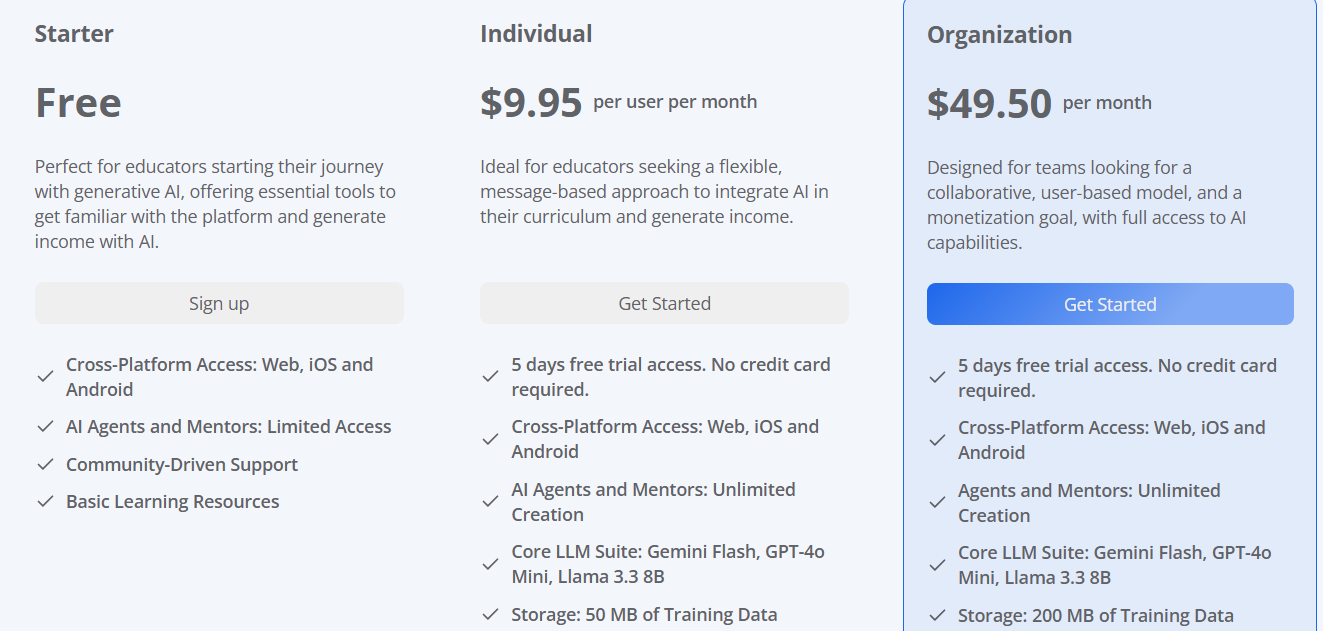 Starter
Free
Perfect for educators starting their journey
with generative AI, offering essential tools to
get familiar with the platform and generate
income with AI.
Sign up
Cross-Platform Access: Web, iOS and
Android
AI Agents and Mentors: Limited Access
Community-Driven Support
Basic Learning Resources
Individual
$9.95 per user per month
Ideal for educators seeking a flexible,
message-based approach to integrate AI in
their curriculum and generate income.
Get Started
5 days free trial access. No credit card
required.
Cross-Platform Access: Web, iOS and
Android
AI Agents and Mentors: Unlimited
Creation
Core LLM Suite: Gemini Flash, GPT-4o
Mini, Llama 3.3 8B
Storage: 50 MB of Training Data
Organization
$49.50 per month
Designed for teams looking for a
collaborative, user-based model, and a
monetization goal, with full access to AI
capabilities.
Get Started
5 days free trial access. No credit card
required.
Cross-Platform Access: Web, iOS and
Android
Agents and Mentors: Unlimited
Creation
Core LLM Suite: Gemini Flash, GPT-4o
Mini, Llama 3.3 8B
Storage: 200 MB of Training Data